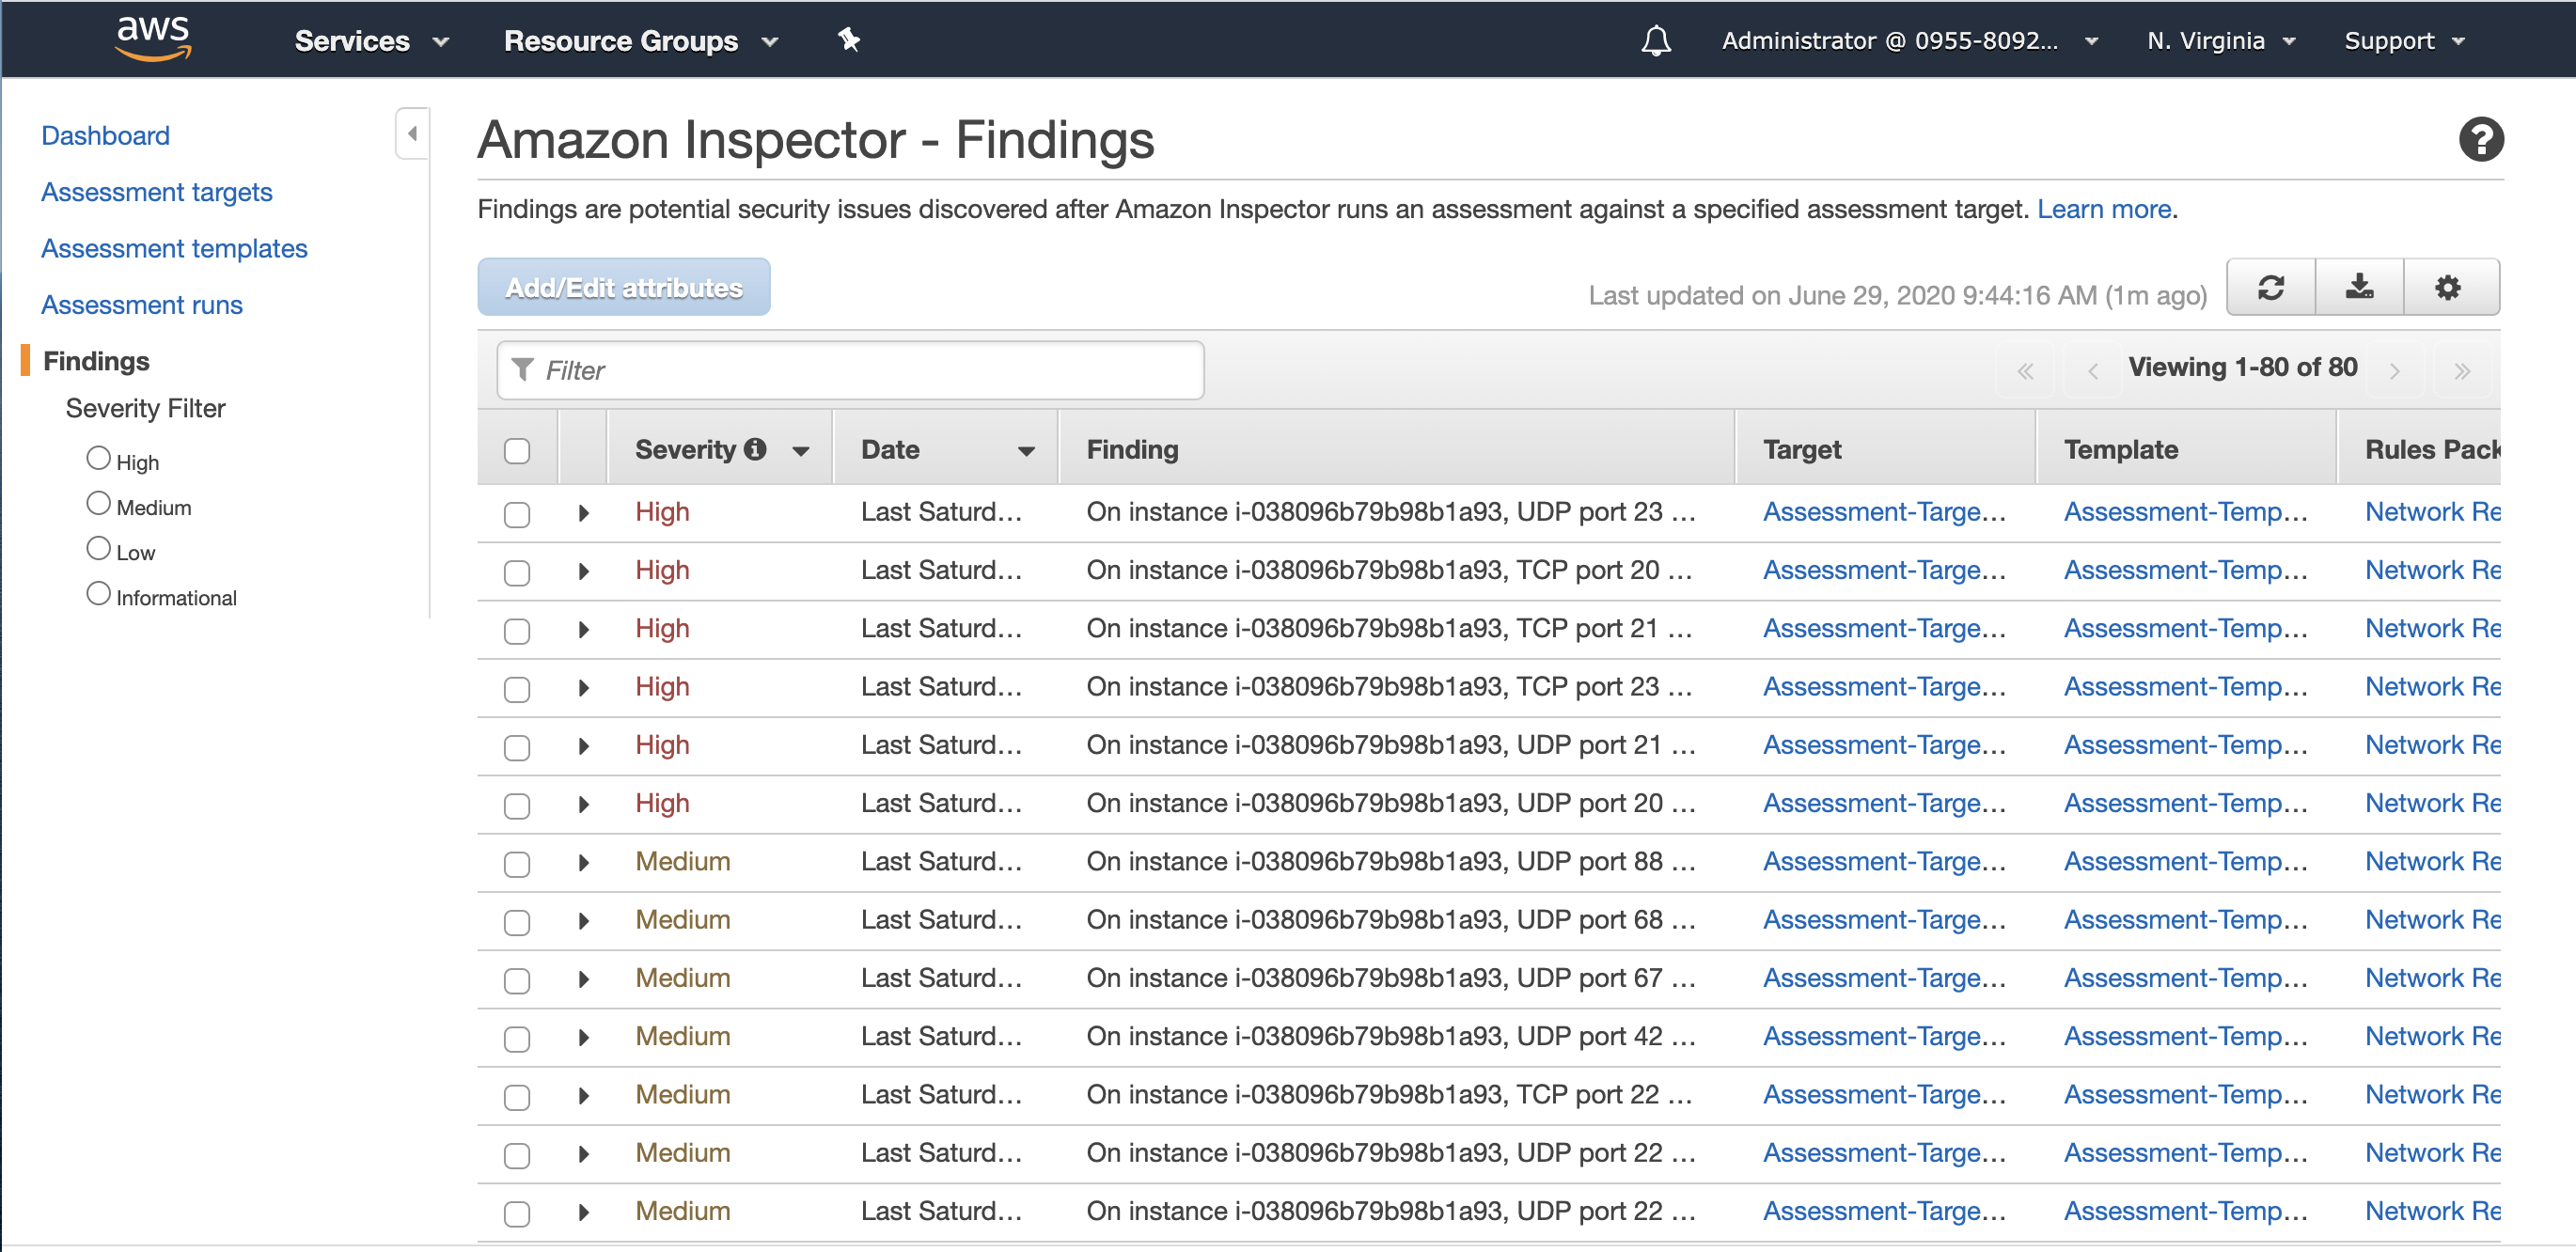 aws Services Resource Groups Administrator @ 0955-8092... N. Virginia Support
Dashboard
Assessment targets
Assessment templates
Assessment runs
Findings
Severity Filter
High
Medium
Low
Informational
Amazon Inspector - Findings
Findings are potential security issues discovered after Amazon Inspector runs an assessment against a specified assessment target. Learn more.
Add/Edit attributes Last updated on June 29, 2020 9:44:16 AM (1m ago)
Filter Viewing 1-80 of 80
Severity Date Finding Target Template Rules Pack
High Last Saturd... On instance i-038096b79b98b1a93, UDP port 23 ... Assessment-Targe... Assessment-Temp... Network Re
High Last Saturd... On instance i-038096b79b98b1a93, TCP port 20 ... Assessment-Targe... Assessment-Temp... Network Re
High Last Saturd... On instance i-038096b79b98b1a93, TCP port 21 ... Assessment-Targe... Assessment-Temp... Network Re
High Last Saturd... On instance i-038096b79b98b1a93, TCP port 23 ... Assessment-Targe... Assessment-Temp... Network Re
High Last Saturd... On instance i-038096b79b98b1a93, UDP port 21 ... Assessment-Targe... Assessment-Temp... Network Re
High Last Saturd... On instance i-038096b79b98b1a93, UDP port 20 ... Assessment-Targe... Assessment-Temp... Network Re
Medium Last Saturd... On instance i-038096b79b98b1a93, UDP port 88 ... Assessment-Targe... Assessment-Temp... Network Re
Medium Last Saturd... On instance i-038096b79b98b1a93, UDP port 68 ... Assessment-Targe... Assessment-Temp... Network Re
Medium Last Saturd... On instance i-038096b79b98b1a93, UDP port 67 ... Assessment-Targe... Assessment-Temp... Network Re
Medium Last Saturd... On instance i-038096b79b98b1a93, UDP port 42 ... Assessment-Targe... Assessment-Temp... Network Re
Medium Last Saturd... On instance i-038096b79b98b1a93, TCP port 22 ... Assessment-Targe... Assessment-Temp... Network Re
Medium Last Saturd... On instance i-038096b79b98b1a93, UDP port 22 ... Assessment-Targe... Assessment-Temp... Network Re
Medium Last Saturd... On instance i-038096b79b98b1a93, UDP port 22 ... Assessment-Targe... Assessment-Temp... Network Re